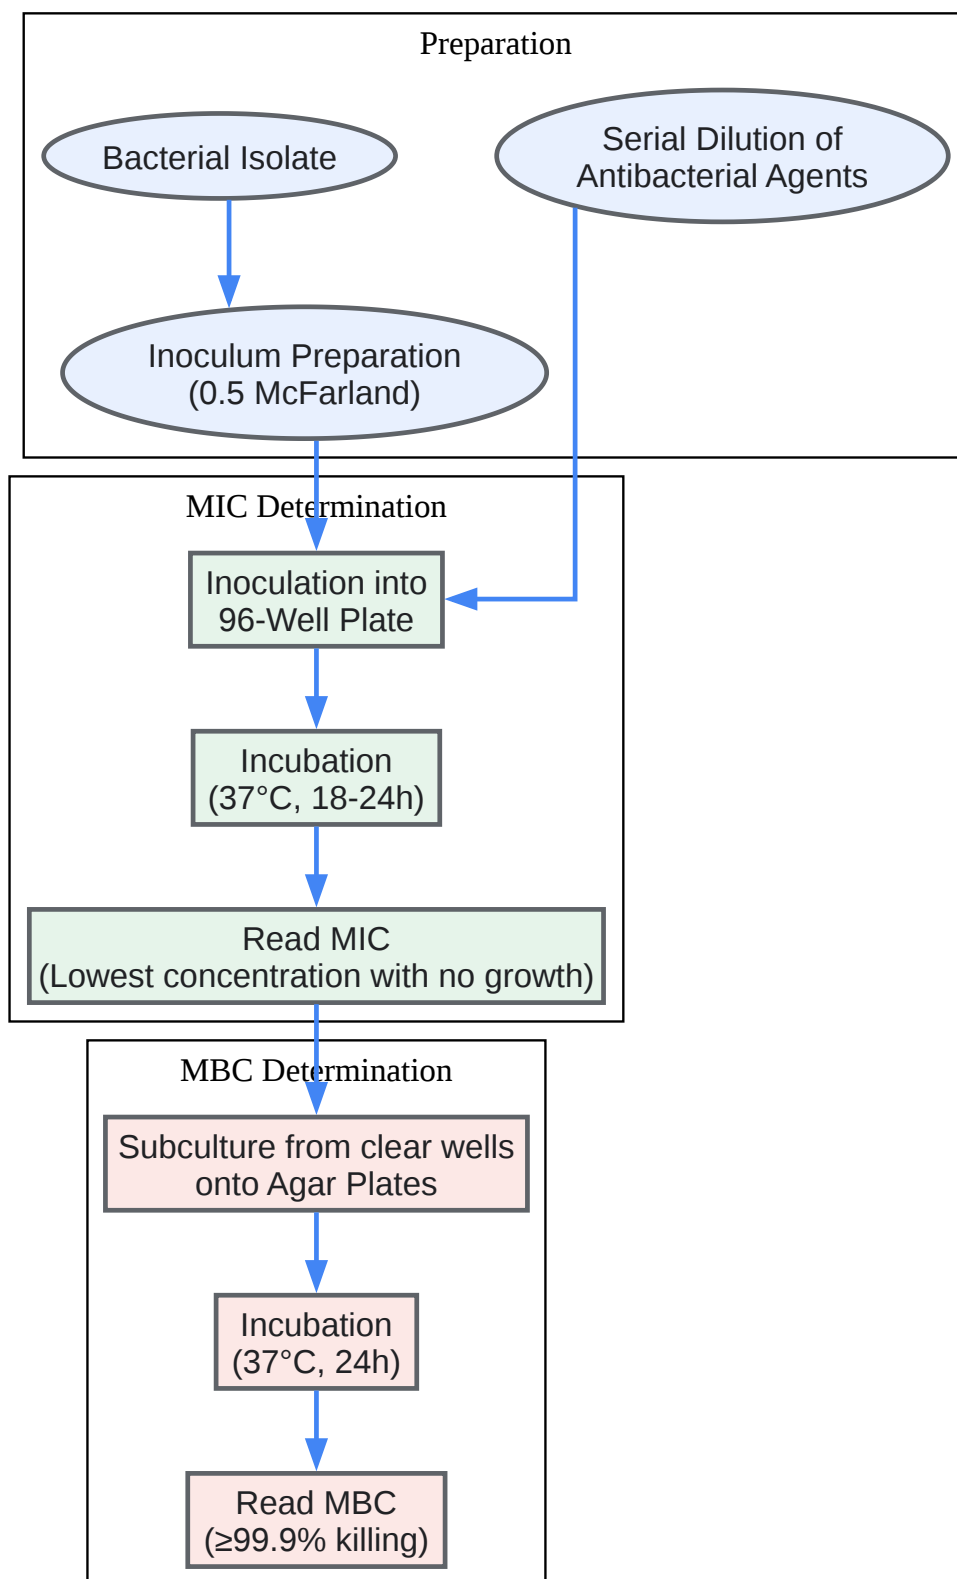 Preparation
Bacterial Isolate
Serial Dilution of
Antibacterial Agents
Inoculum Preparation
(0.5 McFarland)
MIC Determination
Inoculation into
96-Well Plate
Incubation
(37°C, 18-24h)
Read MIC
(Lowest concentration with no growth)
MBC Determination
Subculture from clear wells
onto Agar Plates
Incubation
(37°C, 24h)
Read MBC
(≥99.9% killing)